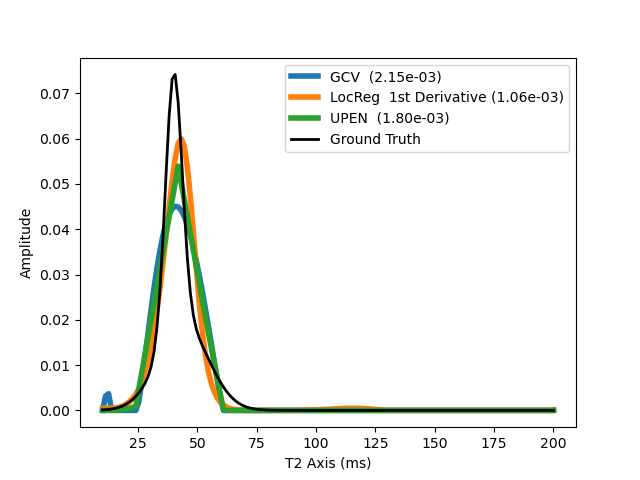 GCV  (2.15e-03)
LocReg  1st Derivative (1.06e-03)
UPEN  (1.80e-03)
Ground Truth
0.07
0.06
0.05
0.04
0.03
0.02
0.01
0.00
Amplitude
25 50 75 100 125 150 175 200
T2 Axis (ms)